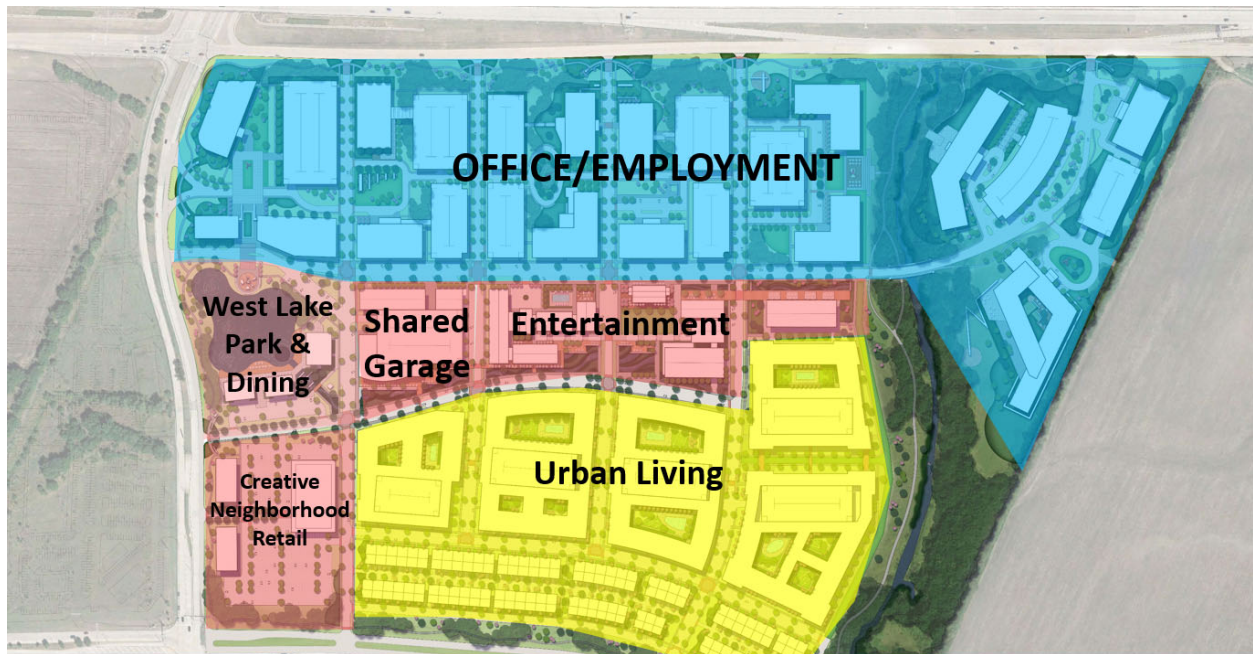 OFFICE/EMPLOYMENT
West Lake
Park &
Dining
Shared
Garage
Entertainment
Urban Living
Creative
Neighborhood
Retail